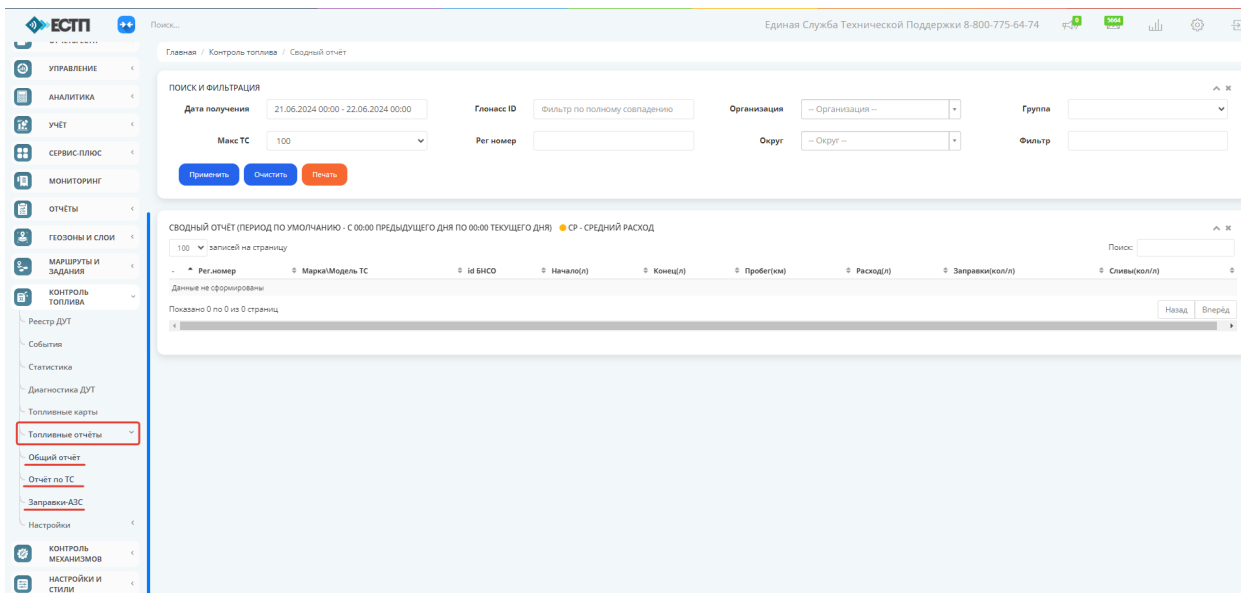 ЕСТП
Поиск...
Единая Служба Технической Поддержки 8-800-775-64-74
0
5004
УПРАВЛЕНИЕ
АНАЛИТИКА
УЧЁТ
СЕРВИС-ПЛЮС
МОНИТОРИНГ
ОТЧЁТЫ
ГЕОЗОНЫ И СЛОИ
МАРШРУТЫ И
ЗАДАНИЯ
КОНТРОЛЬ
ТОПЛИВА
Реестр ДУТ
События
Статистика
Диагностика ДУТ
Топливные карты
Топливные отчёты
Общий отчёт
Отчёт по ТС
Заправки-АЗС
Настройки
КОНТРОЛЬ
МЕХАНИЗМОВ
НАСТРОЙКИ И
СТИЛИ
Главная / Контроль топлива / Сводный отчёт
ПОИСК И ФИЛЬТРАЦИЯ
Дата получения 21.06.2024 00:00 - 22.06.2024 00:00 Глонасс ID Фильтр по полному совпадению Организация -- Организация -- Группа
Макс ТС 100 Рег номер Округ -- Округ -- Фильтр
Применить Очистить Печать
СВОДНЫЙ ОТЧЁТ (ПЕРИОД ПО УМОЛЧАНИЮ - С 00:00 ПРЕДЫДУЩЕГО ДНЯ ПО 00:00 ТЕКУЩЕГО ДНЯ) СР - СРЕДНИЙ РАСХОД
100 записей на страницу Поиск:
- Рег.номер Марка\Модель ТС id БНСО Начало(л) Конец(л) Пробег(км) Расход(л) Заправки(кол/л) Сливы(кол/л)
Данные не сформированы
Показано 0 по 0 из 0 страниц Назад Вперёд